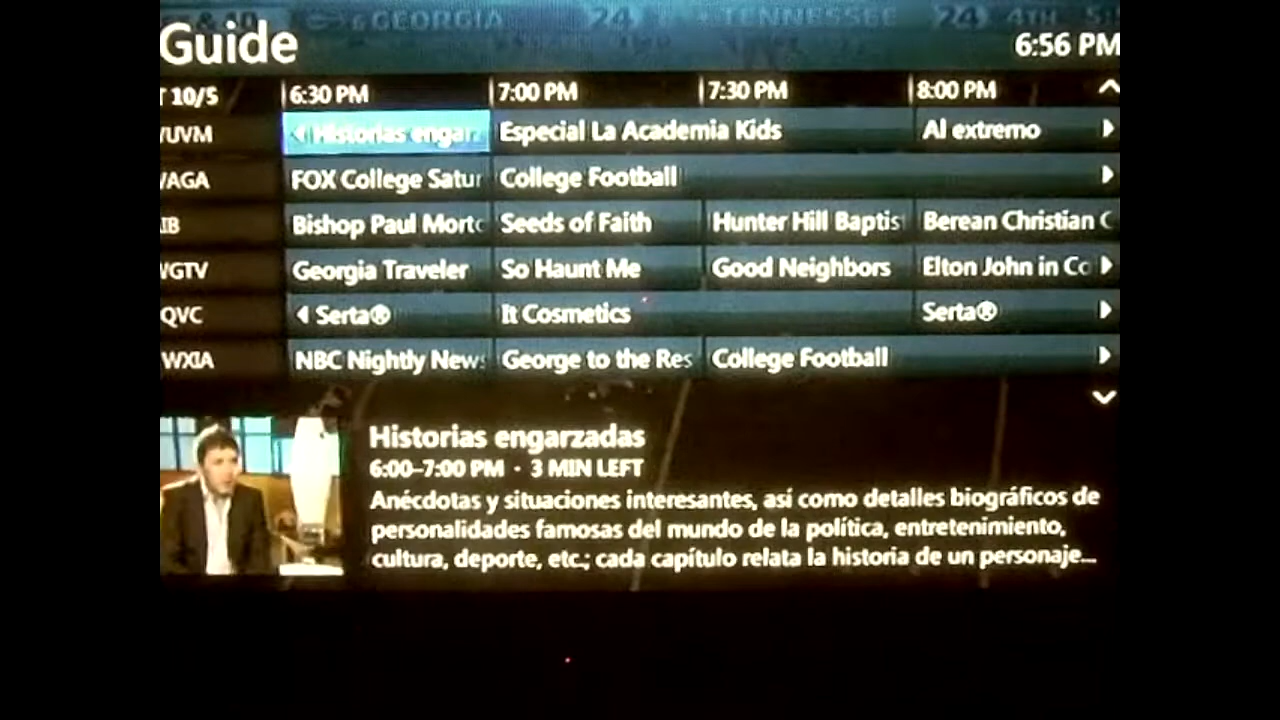 GEORGIA 24 TENNESSEE 24 4TH
Guide 6:56 PM
T 10/5 6:30 PM 7:00 PM 7:30 PM 8:00 PM
UVM Historias engar Especial La Academia Kids Al extremo
AGA FOX College Satur College Football
IB Bishop Paul Morto Seeds of Faith Hunter Hill Baptis Berean Christian C
GTV Georgia Traveler So Haunt Me Good Neighbors Elton John in Co
QVC Serta® It Cosmetics Serta®
WXIA NBC Nightly News George to the Res College Football
Historias engarzadas
6:00–7:00 PM · 3 MIN LEFT
Anécdotas y situaciones interesantes, así como detalles biográficos de
personalidades famosas del mundo de la política, entretenimiento,
cultura, deporte, etc.; cada capítulo relata la historia de un personaje...